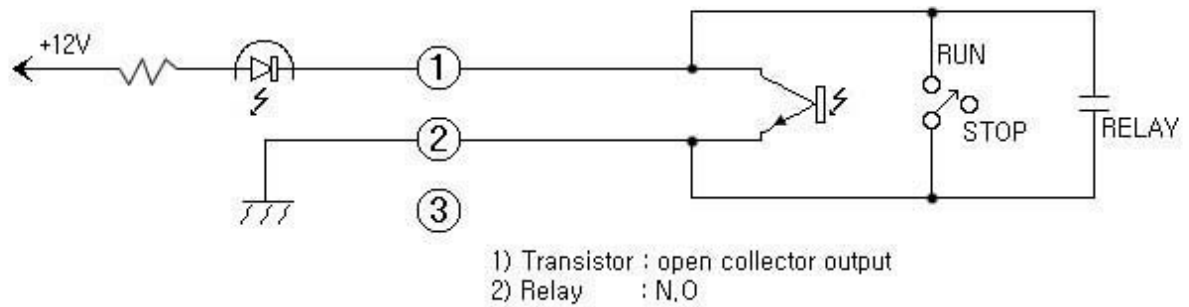 +12V
1
2
3
RUN
STOP
RELAY
1) Transistor : open collector output
2) Relay : N,O